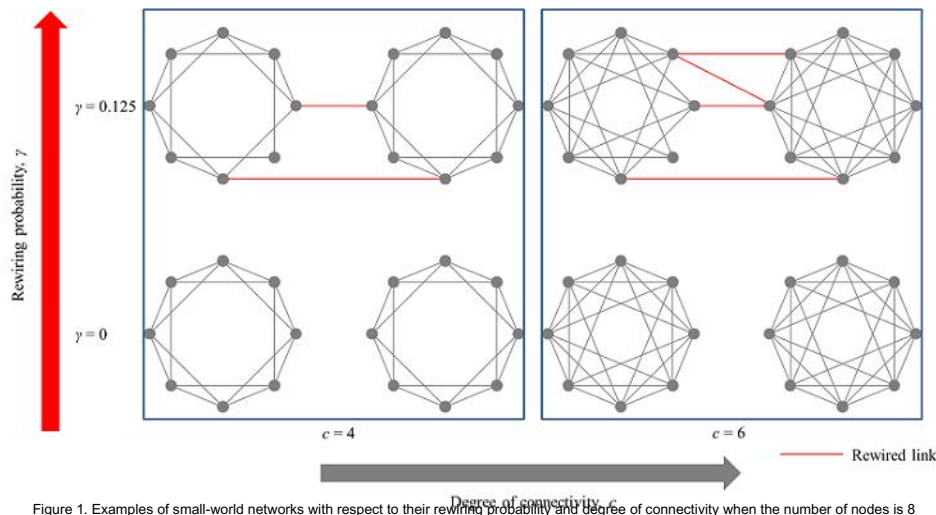 Rewiring probability, γ
γ = 0.125
γ = 0
c = 4
c = 6
Rewired link
Degree of connectivity, c
Figure 1. Examples of small-world networks with respect to their rewiring probability and degree of connectivity when the number of nodes is 8